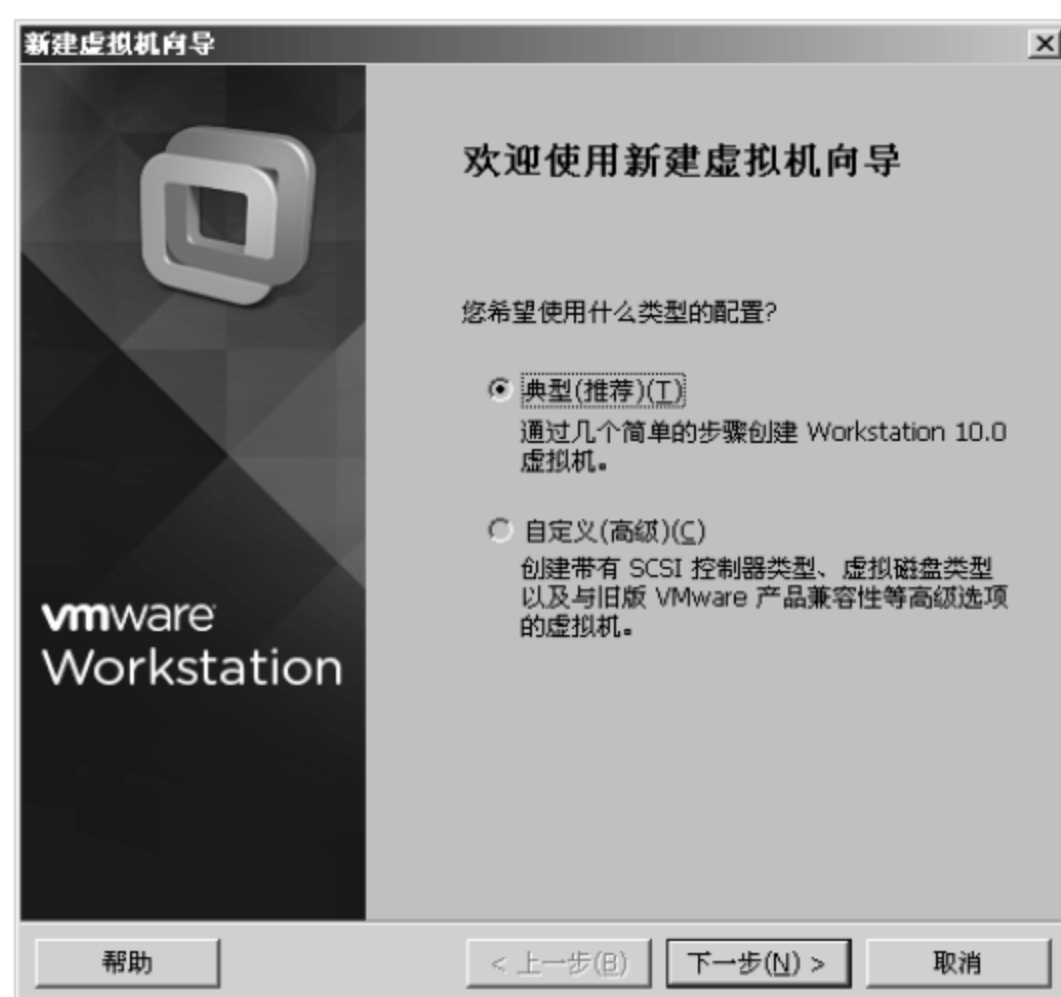 新建虚拟机向导
欢迎使用新建虚拟机向导
您希望使用什么类型的配置?
典型(推荐)(T)
通过几个简单的步骤创建 Workstation 10.0
虚拟机。
自定义(高级)(C)
创建带有 SCSI 控制器类型、虚拟磁盘类型
以及与旧版 VMware 产品兼容性等高级选项
的虚拟机。
vmware
Workstation
帮助
< 上一步(B)
下一步(N) >
取消